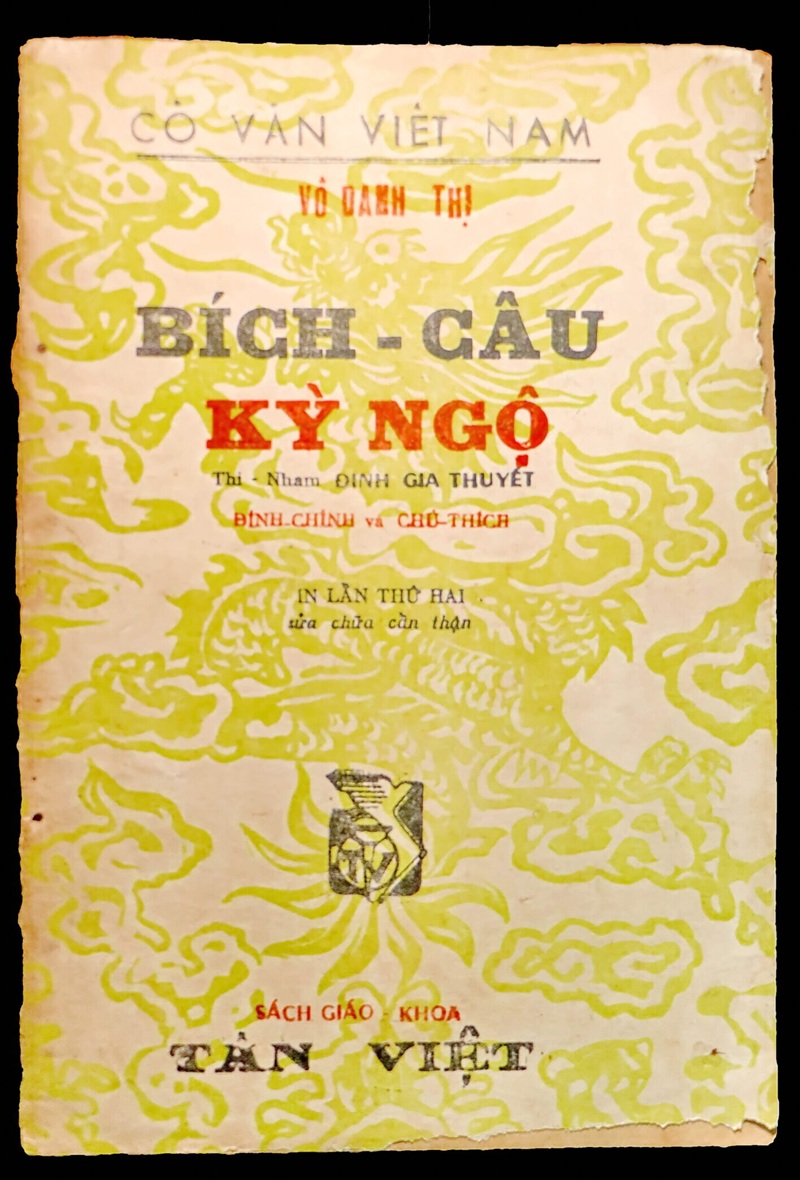 CỔ VĂN VIỆT NAM
VÔ DANH THỊ
BÍCH - CÂU
KỲ NGỘ
Thi - Nham ĐINH GIA THUYẾT
ĐÍNH-CHÍNH và CHÚ-THÍCH
IN LẦN THỨ HAI
sửa chữa cẩn thận
TV
SÁCH GIÁO - KHOA
TÂN VIỆT